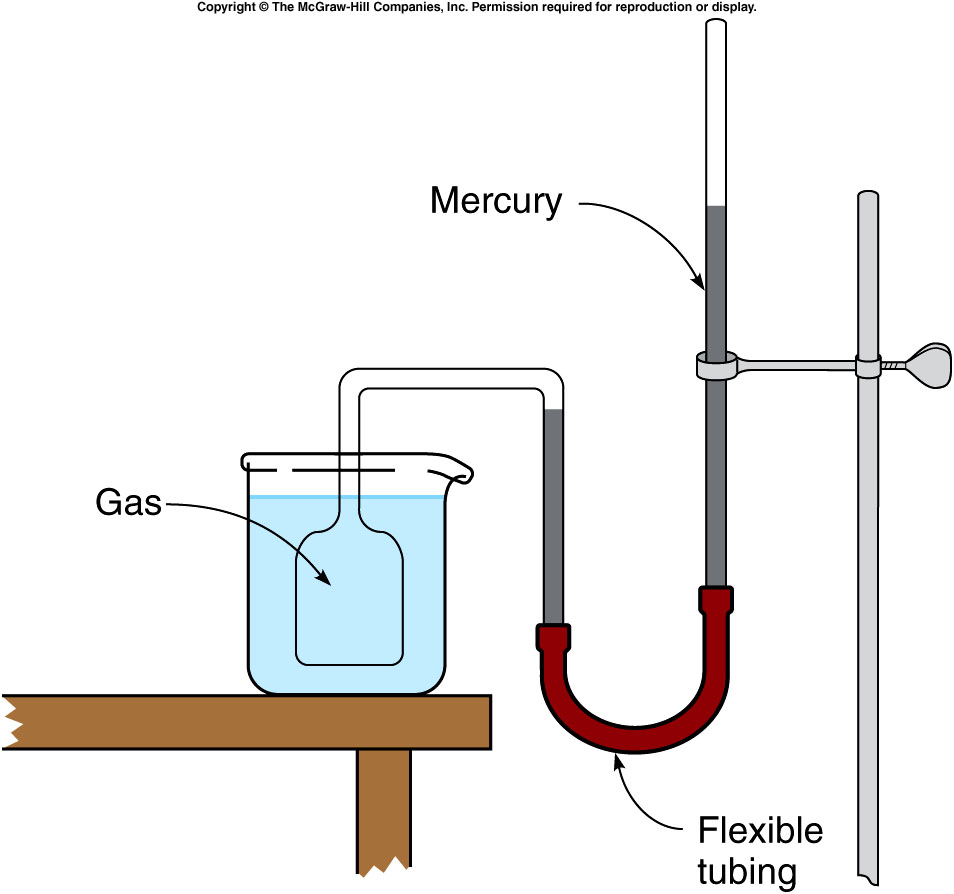 Copyright © The McGraw-Hill Companies, Inc. Permission required for reproduction or display.
Mercury
Gas
Flexible
tubing